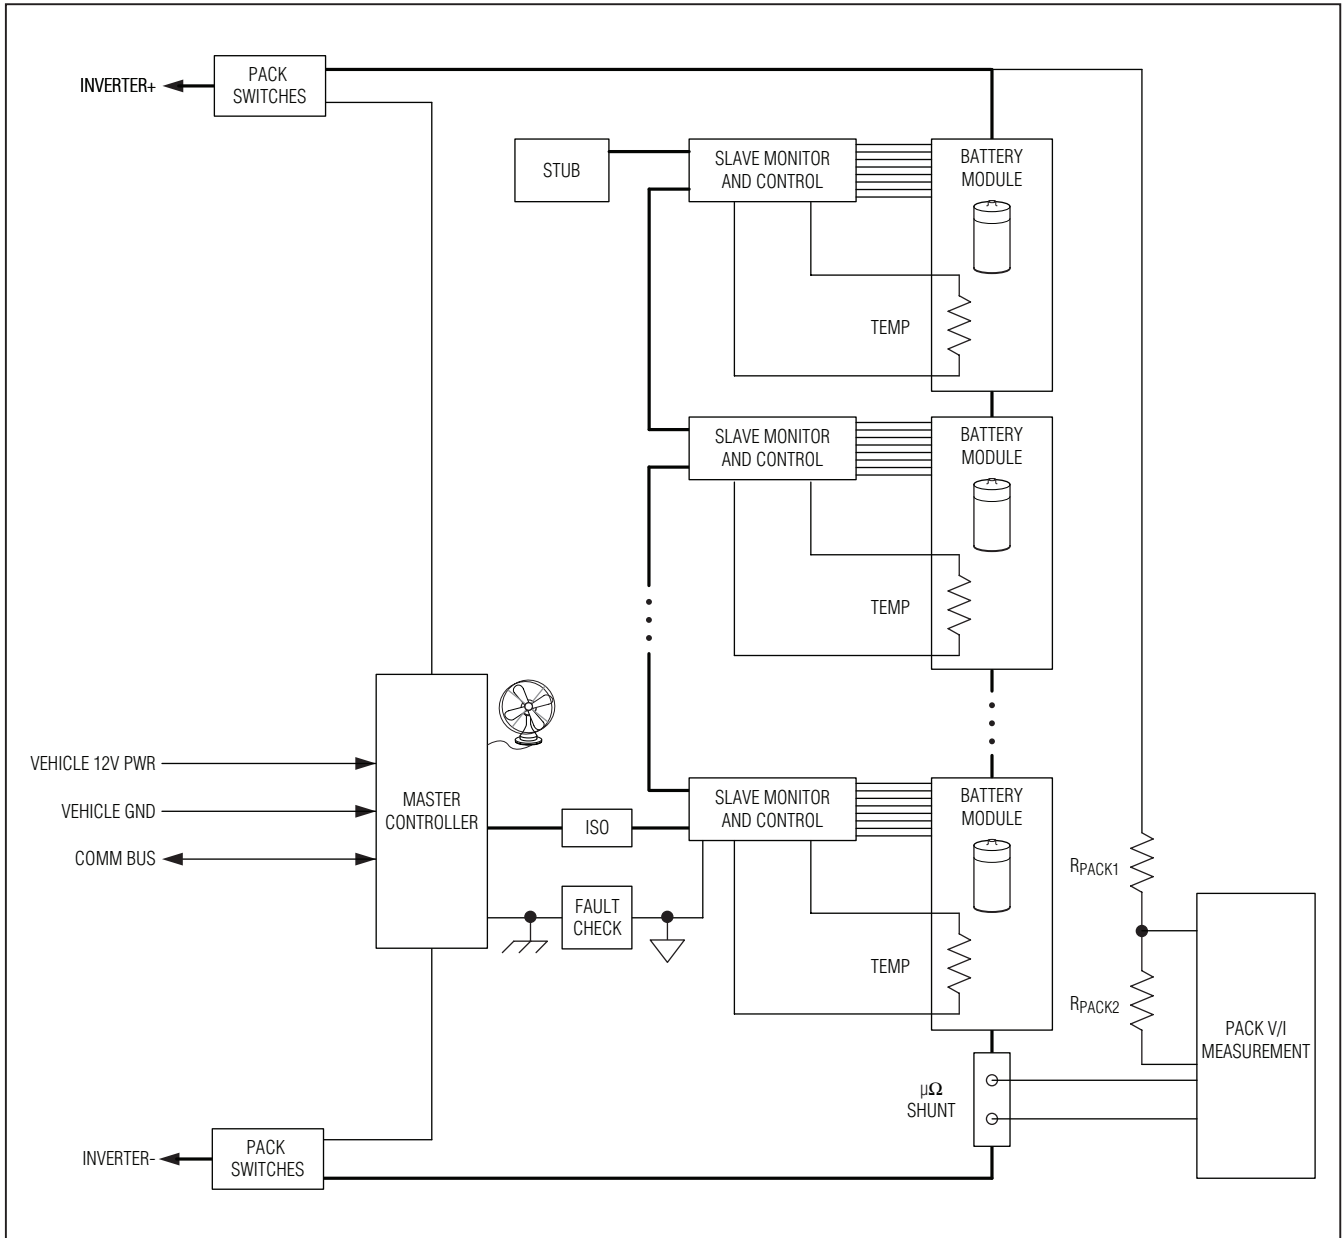 INVERTER+
PACK
SWITCHES
STUB
SLAVE MONITOR
AND CONTROL
BATTERY
MODULE
TEMP
SLAVE MONITOR
AND CONTROL
BATTERY
MODULE
TEMP
VEHICLE 12V PWR
VEHICLE GND
COMM BUS
MASTER
CONTROLLER
ISO
FAULT
CHECK
SLAVE MONITOR
AND CONTROL
BATTERY
MODULE
TEMP
RPACK1
RPACK2
PACK V/I
MEASUREMENT
μΩ
SHUNT
INVERTER-
PACK
SWITCHES